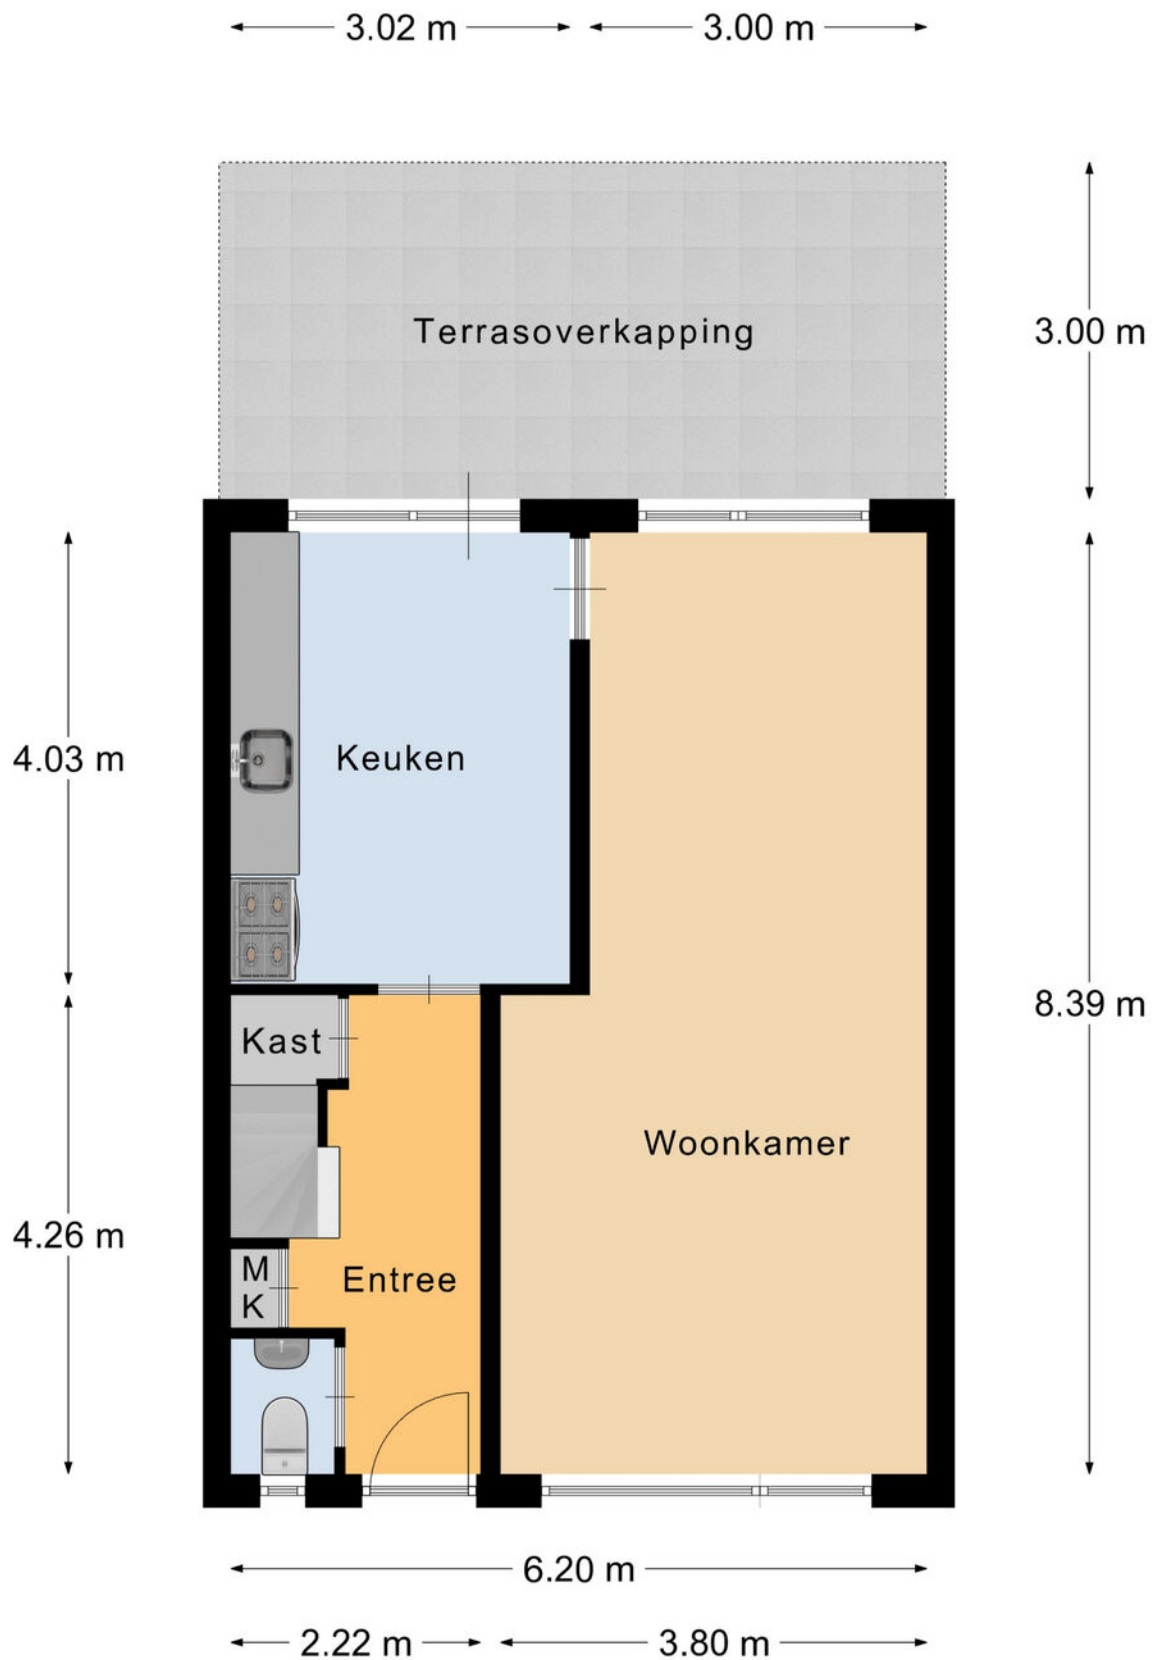 3.02 m
3.00 m
Terrasoverkapping
3.00 m
4.03 m
Keuken
8.39 m
Kast
Woonkamer
4.26 m
M
K
Entree
6.20 m
2.22 m
3.80 m